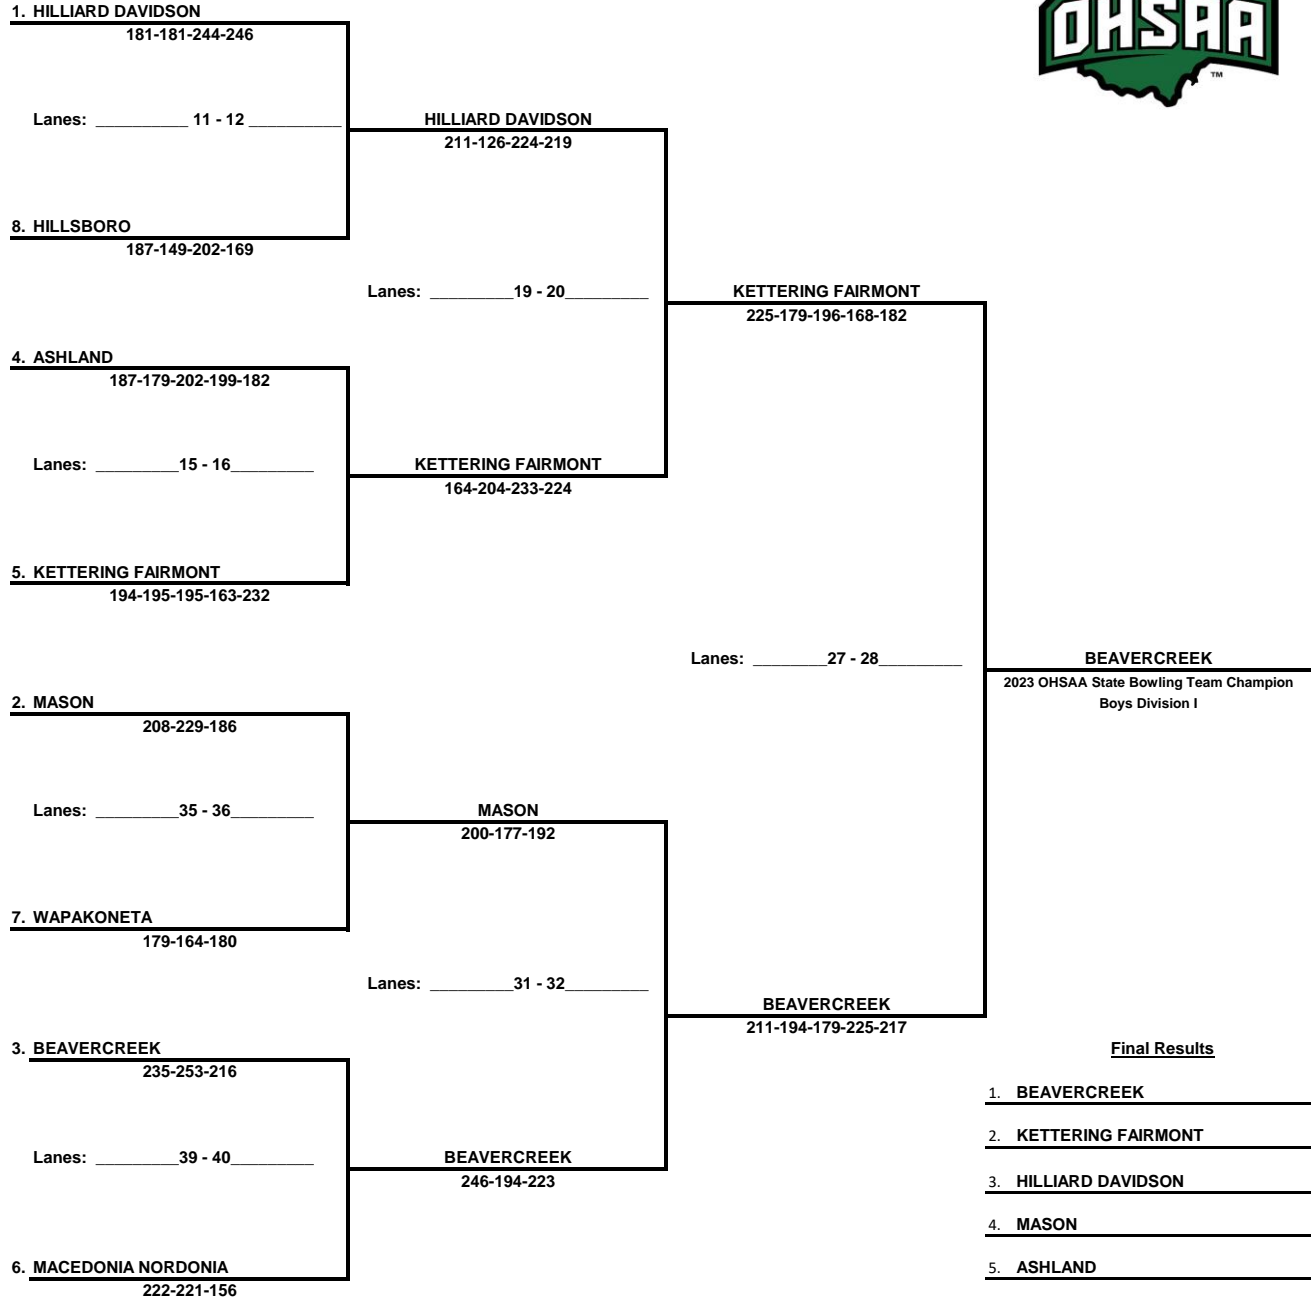 OHSAA
TM
1. HILLIARD DAVIDSON
181-181-244-246
Lanes: __________ 11 - 12 __________
HILLIARD DAVIDSON
211-126-224-219
8. HILLSBORO
187-149-202-169
Lanes: _________19 - 20_________
KETTERING FAIRMONT
225-179-196-168-182
4. ASHLAND
187-179-202-199-182
Lanes: _________15 - 16_________
KETTERING FAIRMONT
164-204-233-224
5. KETTERING FAIRMONT
194-195-195-163-232
Lanes: ________27 - 28_________
BEAVERCREEK
2023 OHSAA State Bowling Team Champion
Boys Division I
2. MASON
208-229-186
Lanes: _________35 - 36_________
MASON
200-177-192
7. WAPAKONETA
179-164-180
Lanes: _________31 - 32_________
BEAVERCREEK
211-194-179-225-217
3. BEAVERCREEK
235-253-216
Lanes: _________39 - 40_________
BEAVERCREEK
246-194-223
6. MACEDONIA NORDONIA
222-221-156
Final Results
1. BEAVERCREEK
2. KETTERING FAIRMONT
3. HILLIARD DAVIDSON
4. MASON
5. ASHLAND